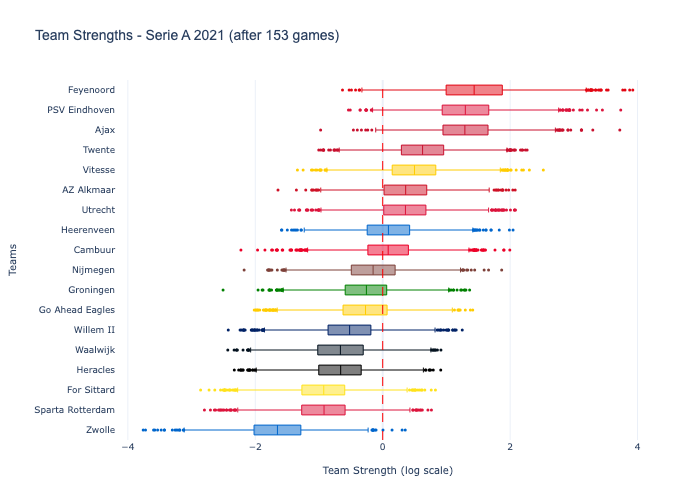 Team Strengths - Serie A 2021 (after 153 games)
Feyenoord
PSV Eindhoven
Ajax
Twente
Vitesse
AZ Alkmaar
Utrecht
Heerenveen
Cambuur
Nijmegen
Groningen
Go Ahead Eagles
Willem II
Waalwijk
Heracles
For Sittard
Sparta Rotterdam
Zwolle
Teams
−4
−2
0
2
4
Team Strength (log scale)